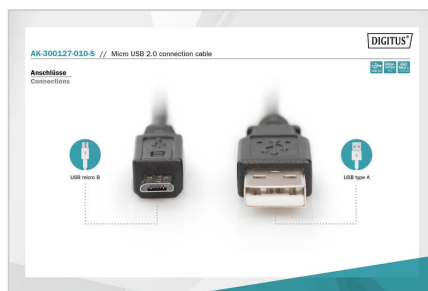 DIGITUS®
AK-300127-010-S // Micro USB 2.0 connection cable
Anschlüsse
Connections
USB micro B
USB type A